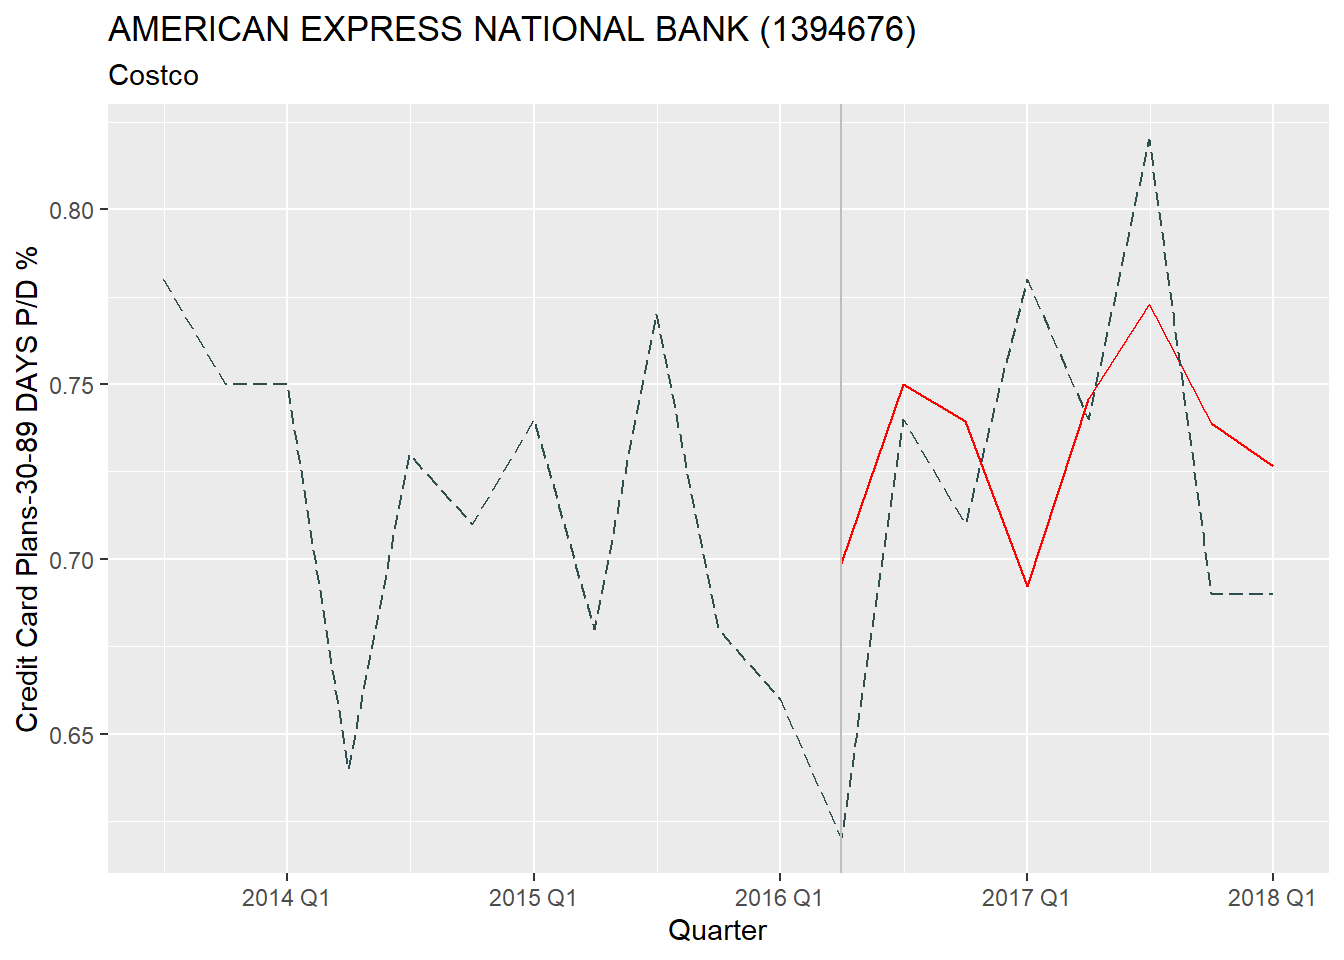 AMERICAN EXPRESS NATIONAL BANK (1394676)
Costco
Credit Card Plans-30-89 DAYS P/D %
0.80
0.75
0.70
0.65
2014 Q1 2015 Q1 2016 Q1 2017 Q1 2018 Q1
Quarter